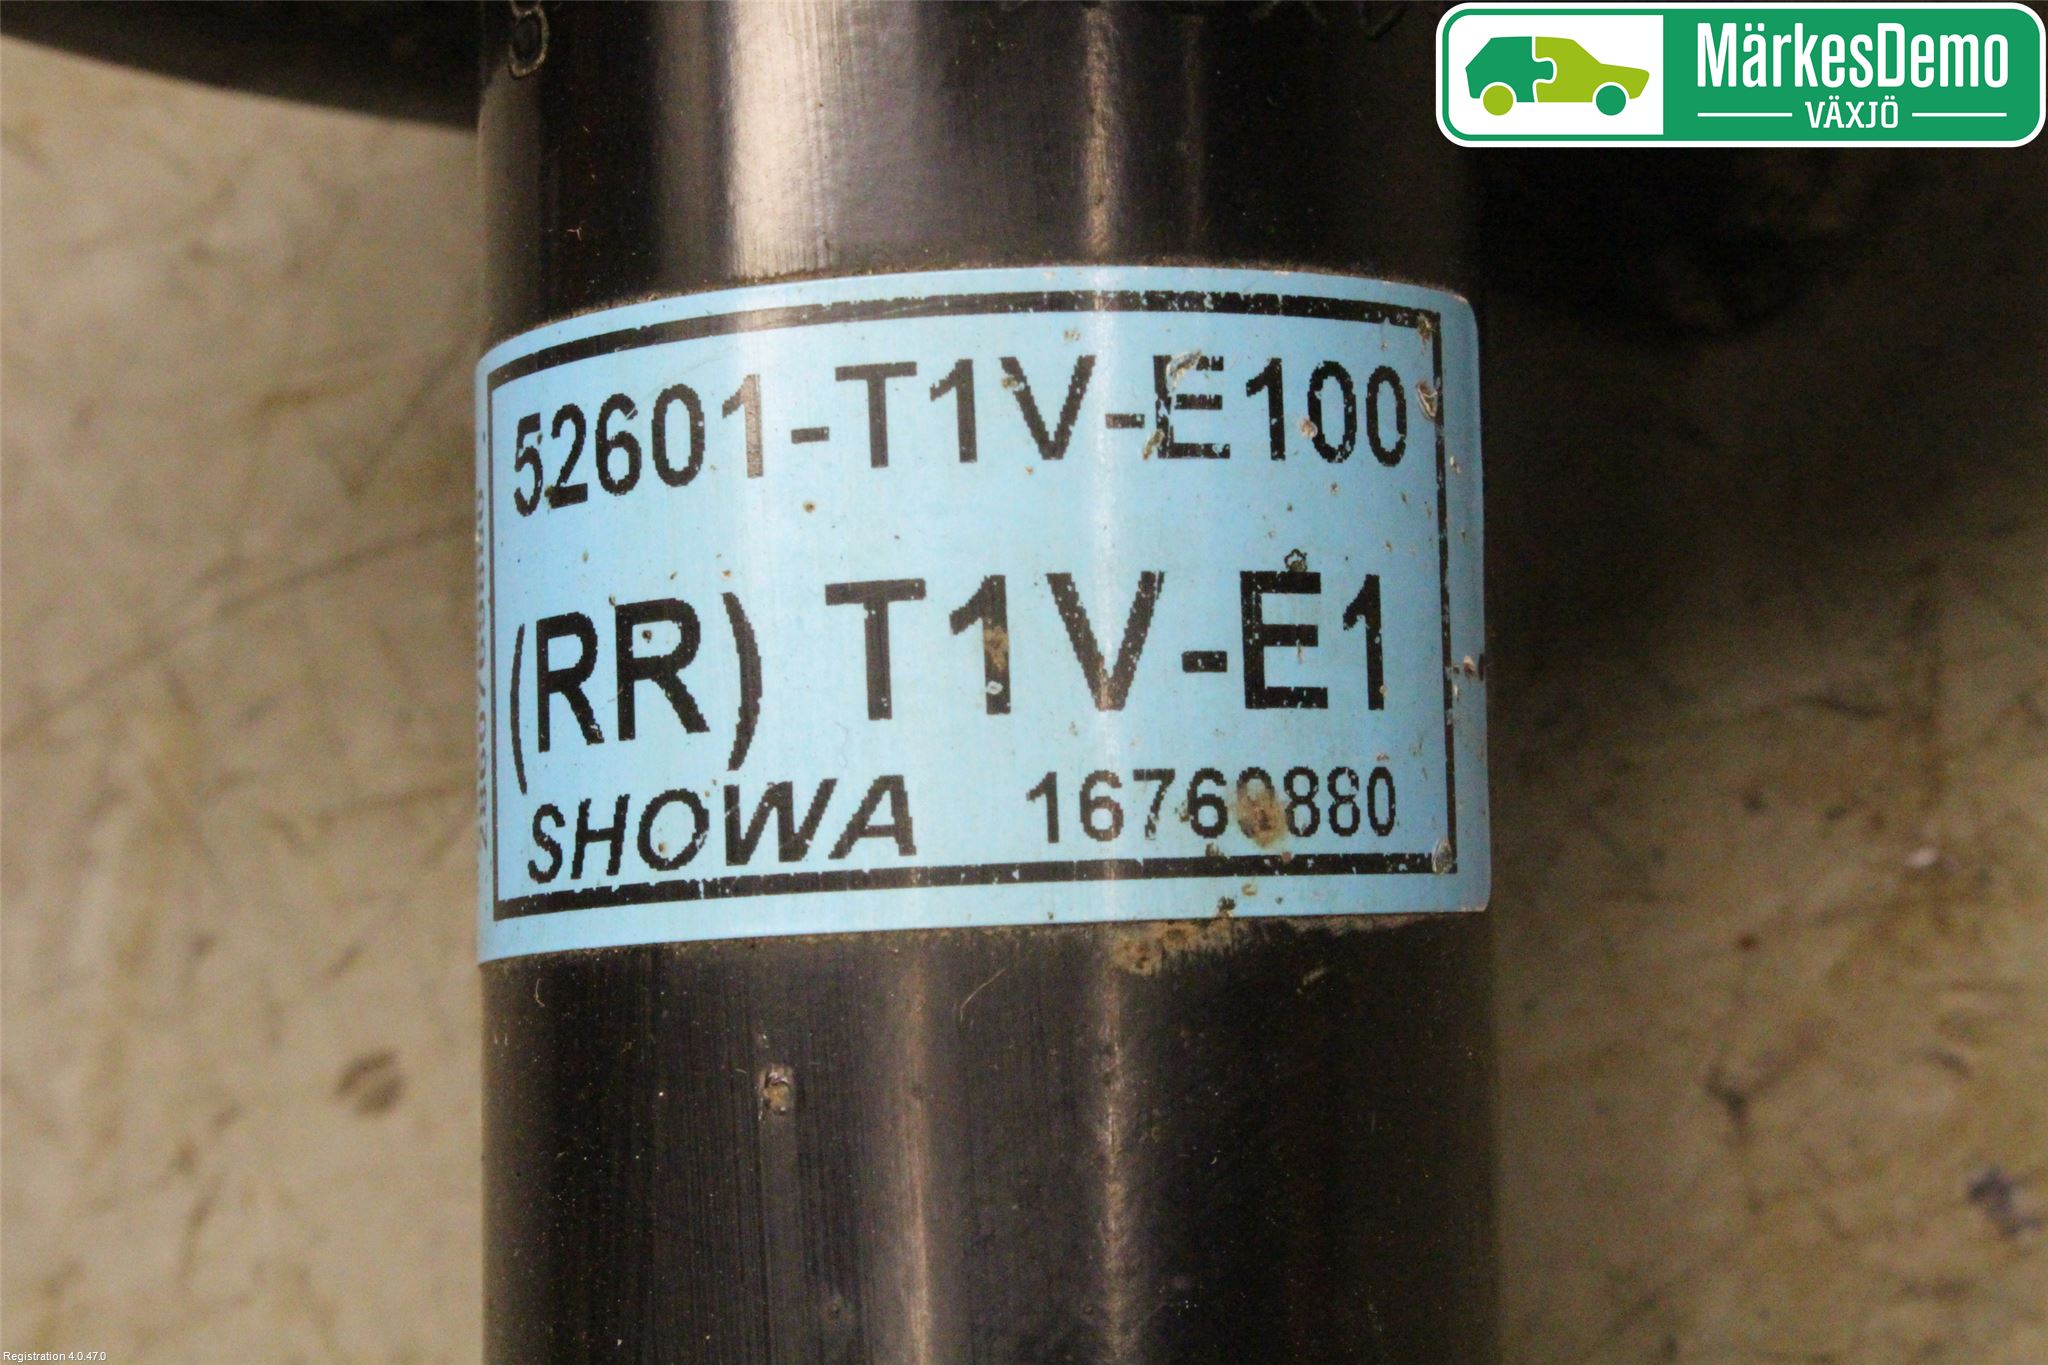 MärkesDemo
VÄXJÖ
52601-T1V-E100
(RR) T1V-E1
SHOWA 16760880
Registration 4.0.47.0